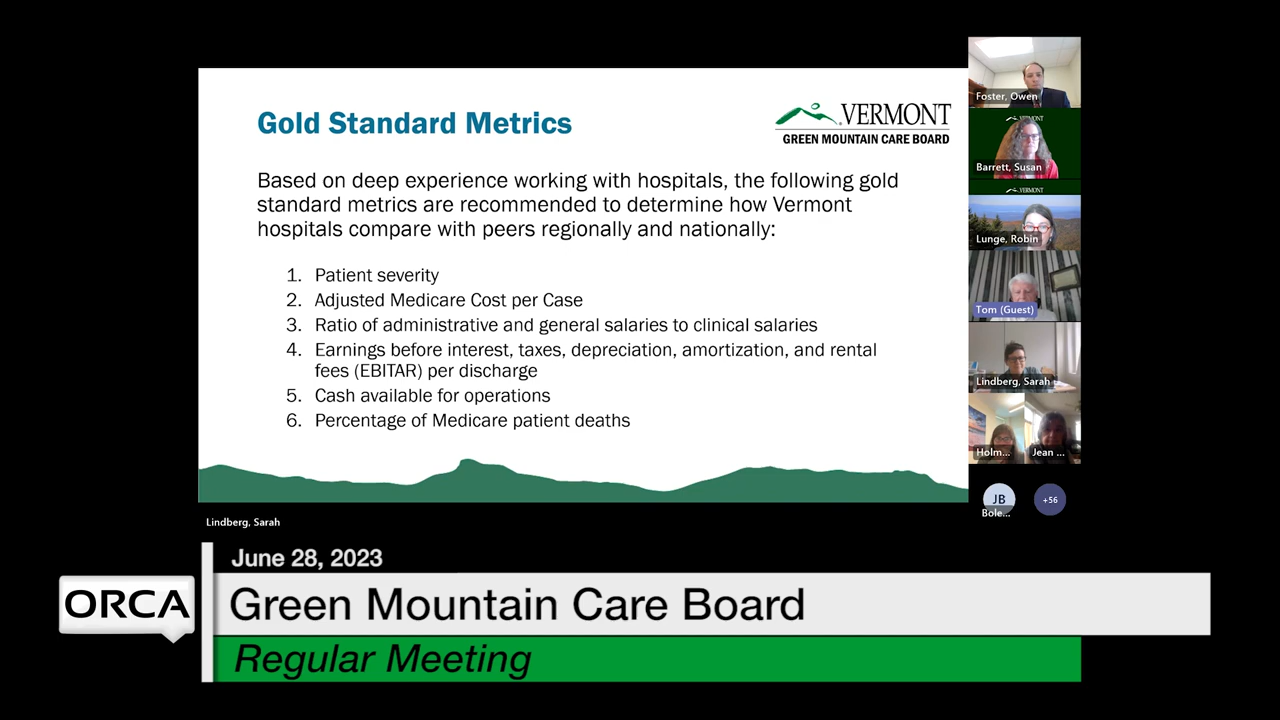 Gold Standard Metrics
VERMONT
GREEN MOUNTAIN CARE BOARD
Based on deep experience working with hospitals, the following gold
standard metrics are recommended to determine how Vermont
hospitals compare with peers regionally and nationally:
1. Patient severity
2. Adjusted Medicare Cost per Case
3. Ratio of administrative and general salaries to clinical salaries
4. Earnings before interest, taxes, depreciation, amortization, and rental
fees (EBITAR) per discharge
5. Cash available for operations
6. Percentage of Medicare patient deaths
Foster, Owen
VERMONT
Barrett, Susan
VERMONT
Lunge, Robin
Tom (Guest)
Lindberg, Sarah
Holm...
Jean ...
JB
+56
Bole...
Lindberg, Sarah
June 28, 2023
ORCA
Green Mountain Care Board
Regular Meeting